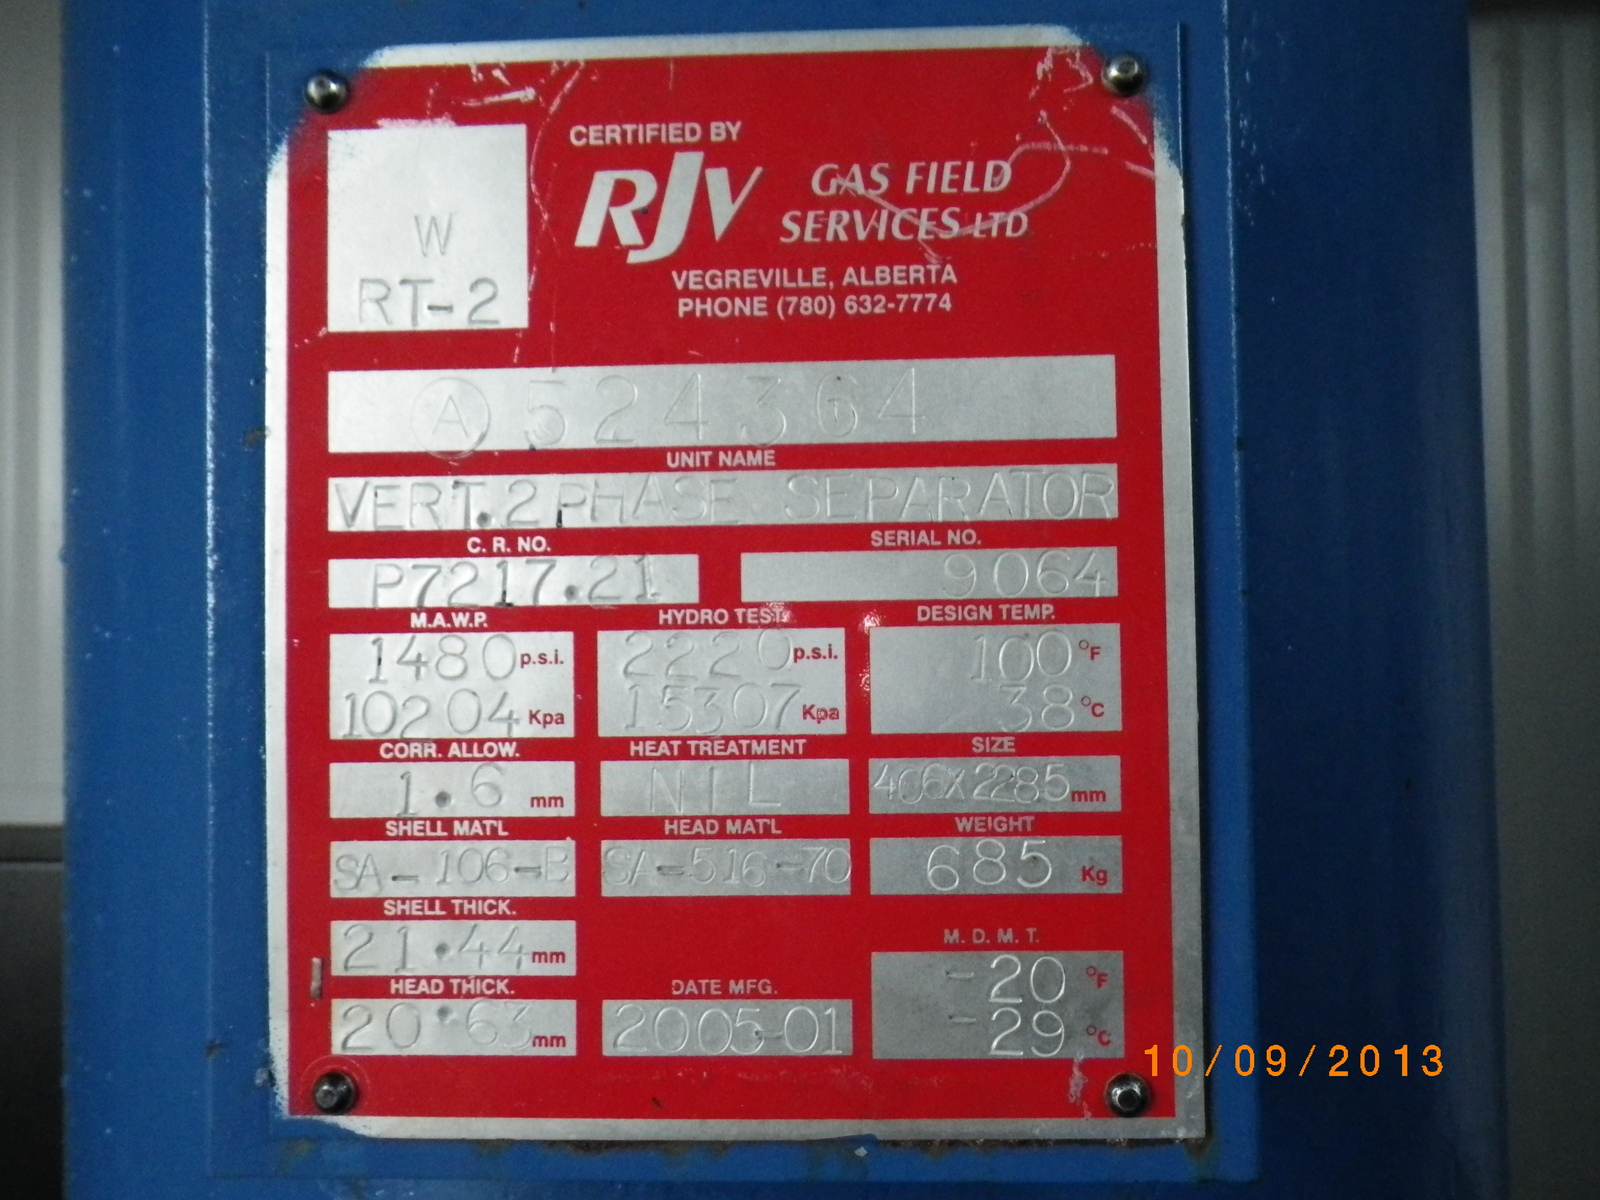 CERTIFIED BY
RJV GAS FIELD
SERVICES LTD
VEGREVILLE, ALBERTA
PHONE (780) 632-7774
W
RT-2
A 524364
UNIT NAME
VERT.2 PHASE SEPARATOR
C. R. NO. SERIAL NO.
P7217.21 9064
M.A.W.P. HYDRO TEST DESIGN TEMP.
1480 p.s.i. 2220 p.s.i. 100 °F
10204 Kpa 15307 Kpa 38 °C
CORR. ALLOW. HEAT TREATMENT SIZE
1.6 mm NIL 406X2285 mm
SHELL MAT'L HEAD MAT'L WEIGHT
SA-106-B SA-516-70 685 Kg
SHELL THICK.
21.44 mm
M. D. M. T.
HEAD THICK. DATE MFG. -20 °F
20.63 mm 2005-01 -29 °C
10/09/2013